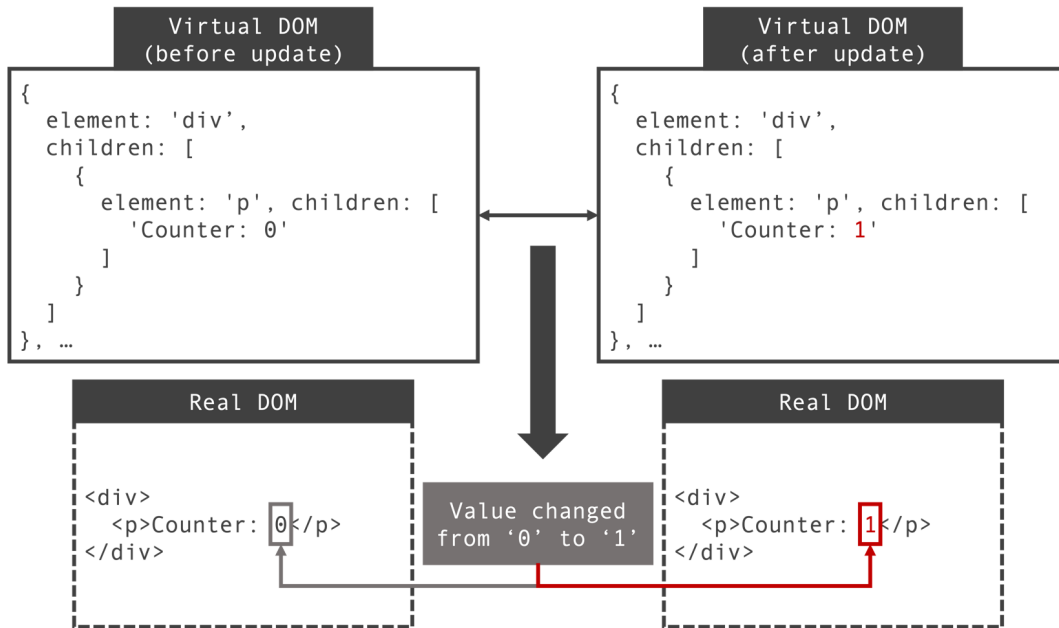 Virtual DOM
(before update)
{
  element: 'div’,
  children: [
    {
      element: 'p', children: [
        'Counter: 0'
      ]
    }
  ]
}, …
Virtual DOM
(after update)
{
  element: 'div’,
  children: [
    {
      element: 'p', children: [
        'Counter: 1'
      ]
    }
  ]
}, …
Real DOM
<div>
  <p>Counter: 0</p>
</div>
Value changed
from ‘0’ to ‘1’
Real DOM
<div>
  <p>Counter: 1</p>
</div>